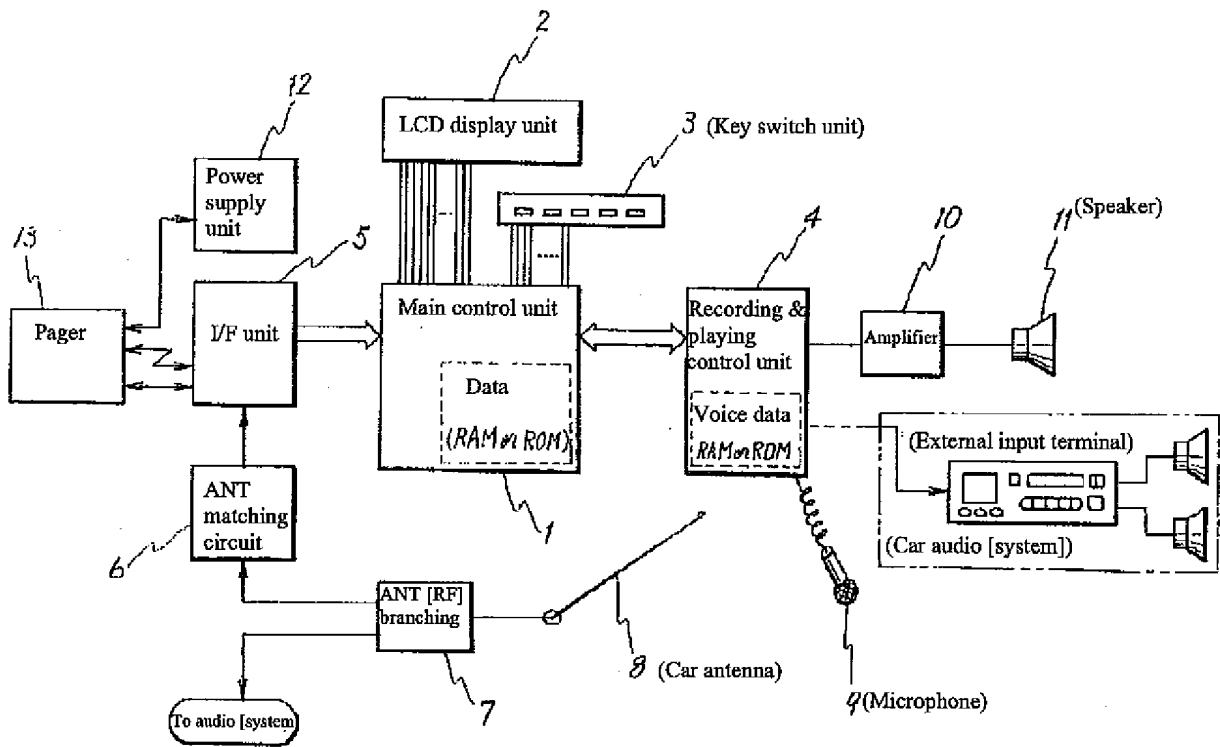 2
LCD display unit
3 (Key switch unit)
12
Power
supply
unit
13
Pager
5
I/F unit
Main control unit
Data
(RAM or ROM)
1
4
Recording &
playing
control unit
Voice data
RAM or ROM
10
Amplifier
11 (Speaker)
(External input terminal)
(Car audio [system])
ANT
matching
circuit
6
ANT [RF]
branching
7
8 (Car antenna)
9 (Microphone)
To audio [system